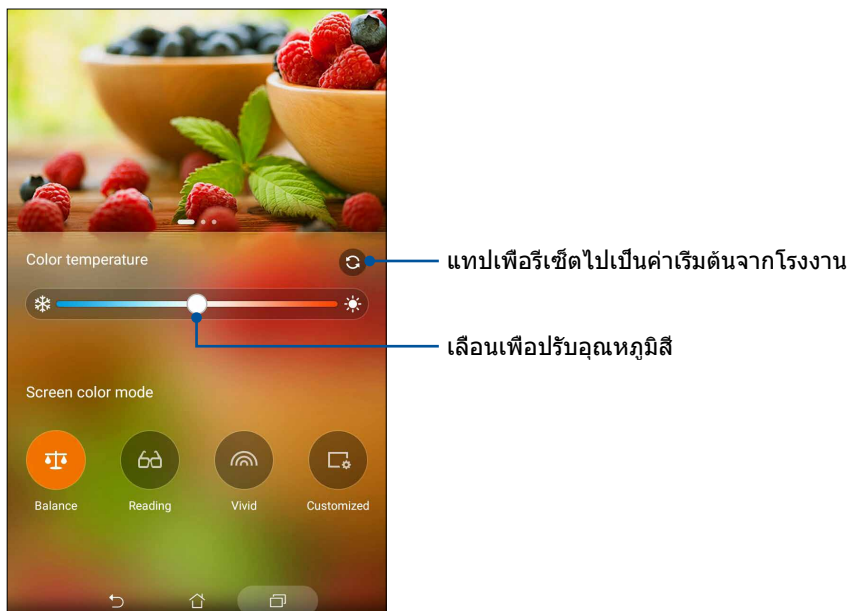 Color temperature
แทปเพื่อรีเซ็ตไปเป็นค่าเริ่มต้นจากโรงงาน
เลื่อนเพื่อปรับอุณหภูมิสี
Screen color mode
Balance
Reading
Vivid
Customized